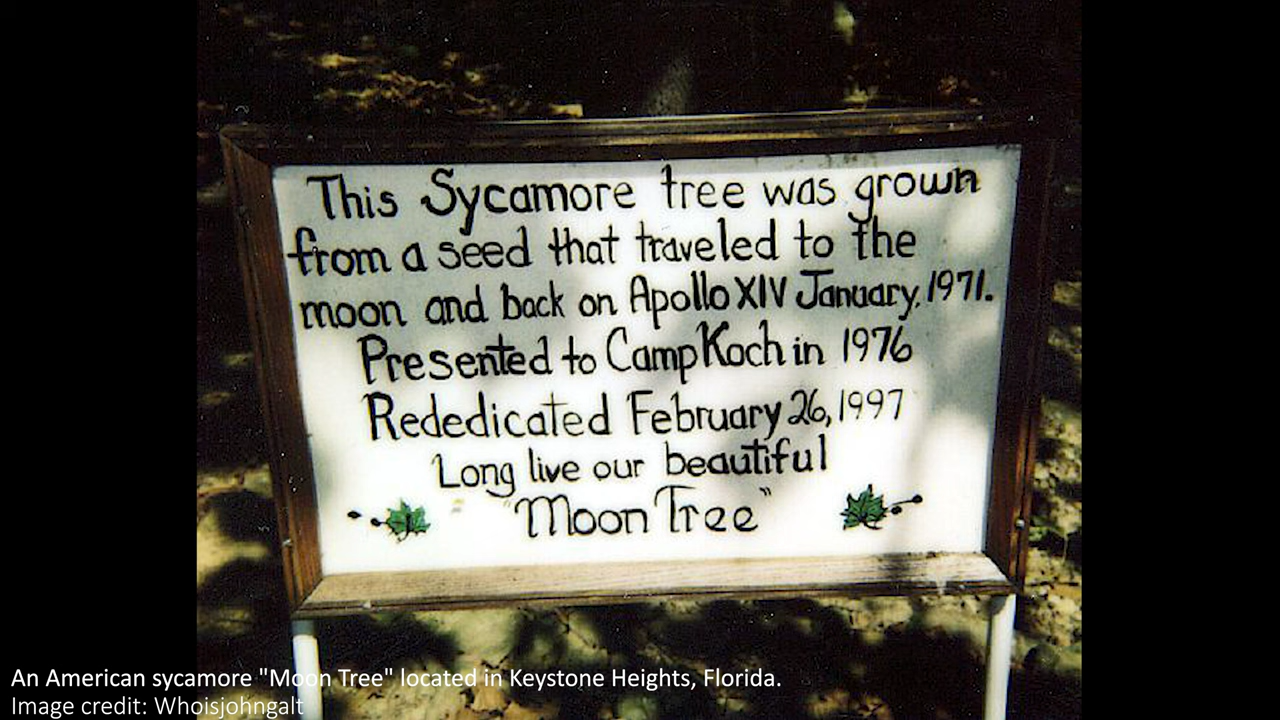 This Sycamore tree was grown
from a seed that traveled to the
moon and back on Apollo XIV January, 1971.
Presented to Camp Koch in 1976
Rededicated February 26, 1997
Long live our beautiful
"Moon Tree"
An American sycamore "Moon Tree" located in Keystone Heights, Florida.
Image credit: Whoisjohngalt